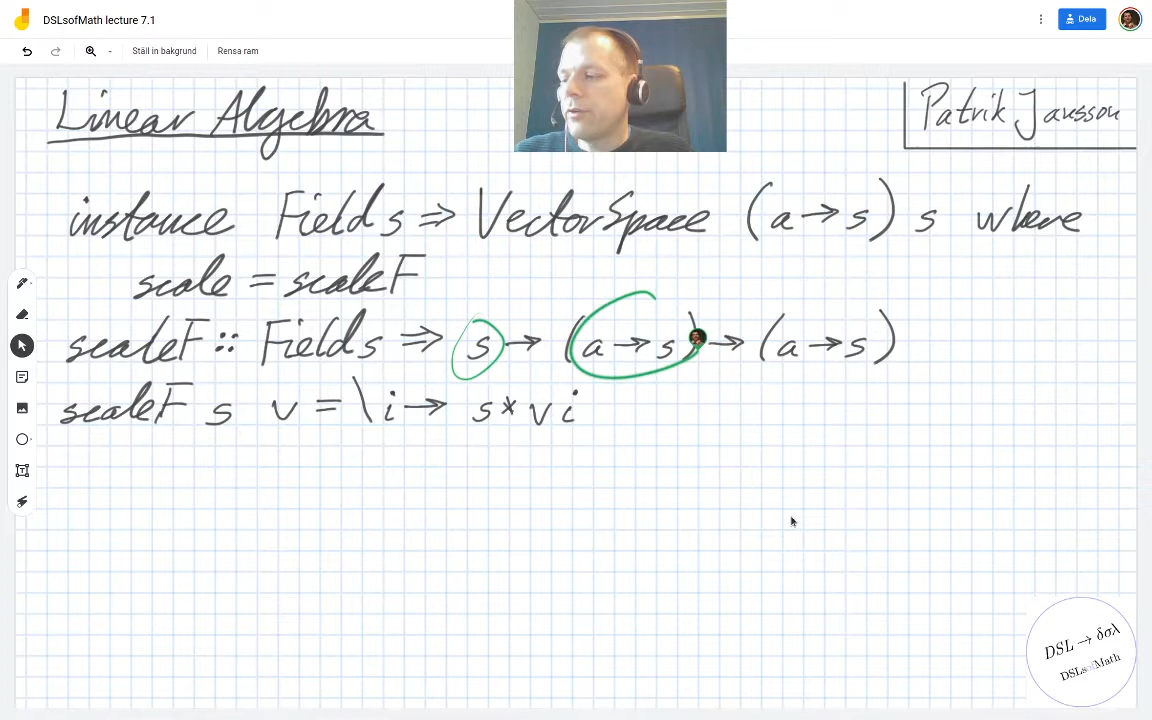 DSLsofMath lecture 7.1
Dela
Ställ in bakgrund Rensa ram
Linear Algebra
Patrik Jansson
instance Field s => VectorSpace (a→s) s where
scale = scaleF
scaleF :: Field s => s → (a→s) → (a→s)
scaleF s v = \i → s * v i
DSL → δσλ
DSLsofMath